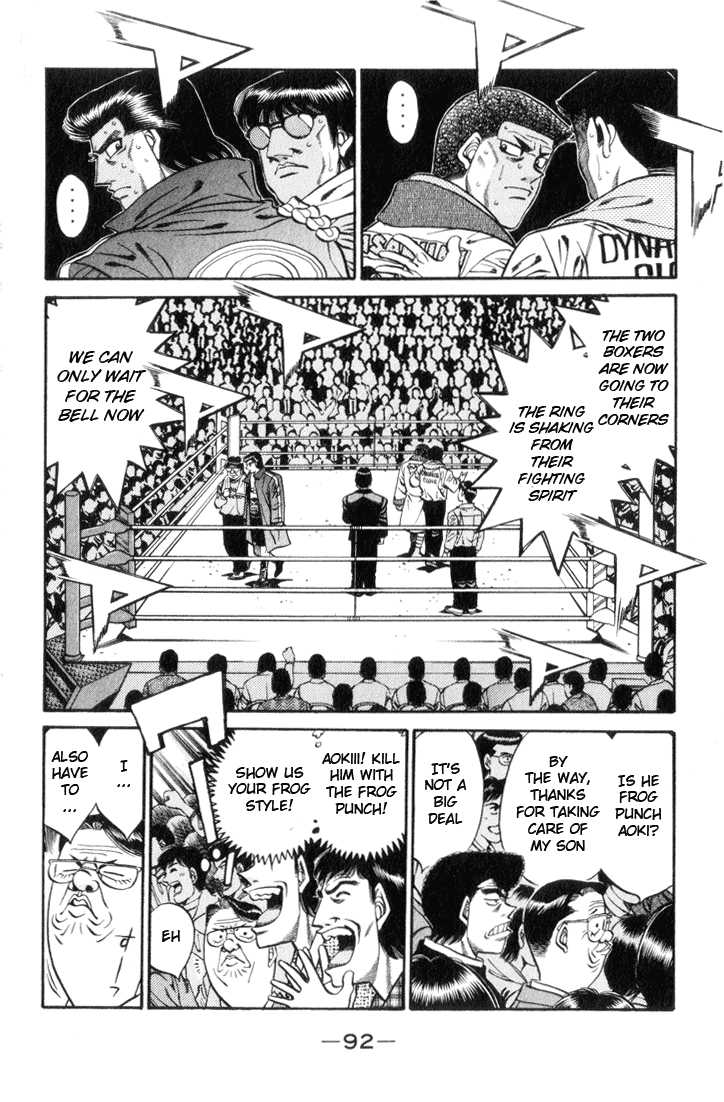 ....
DYNA
GLO
....
THE TWO
BOXERS
ARE NOW
GOING TO
THEIR
CORNERS
THE RING
IS SHAKING
FROM
THEIR
FIGHTING
SPIRIT
WE CAN
ONLY WAIT
FOR THE
BELL NOW
IS HE
FROG
PUNCH
AOKI?
BY
THE WAY,
THANKS
FOR TAKING
CARE OF
MY SON
IT'S
NOT A
BIG
DEAL
AOKIII! KILL
HIM WITH
THE FROG
PUNCH!
SHOW US
YOUR FROG
STYLE!
EH
I
...
ALSO
HAVE
TO
...
—92—